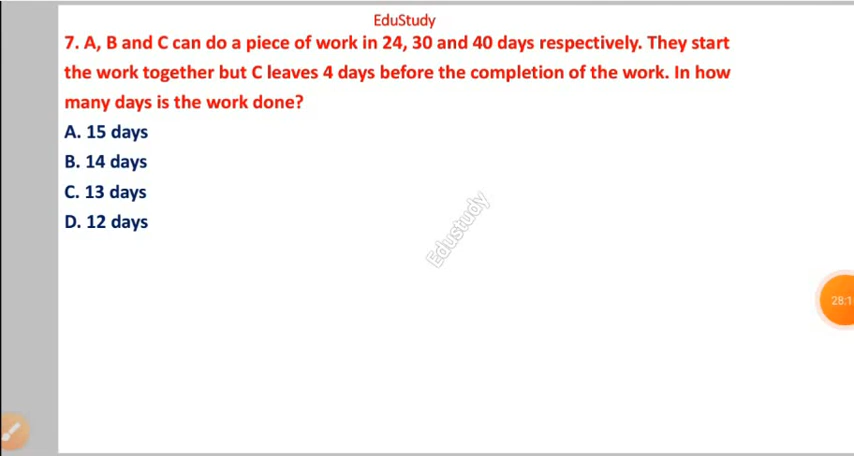 EduStudy
7. A, B and C can do a piece of work in 24, 30 and 40 days respectively. They start
the work together but C leaves 4 days before the completion of the work. In how
many days is the work done?
A. 15 days
B. 14 days
C. 13 days
D. 12 days
Edustudy
28:1